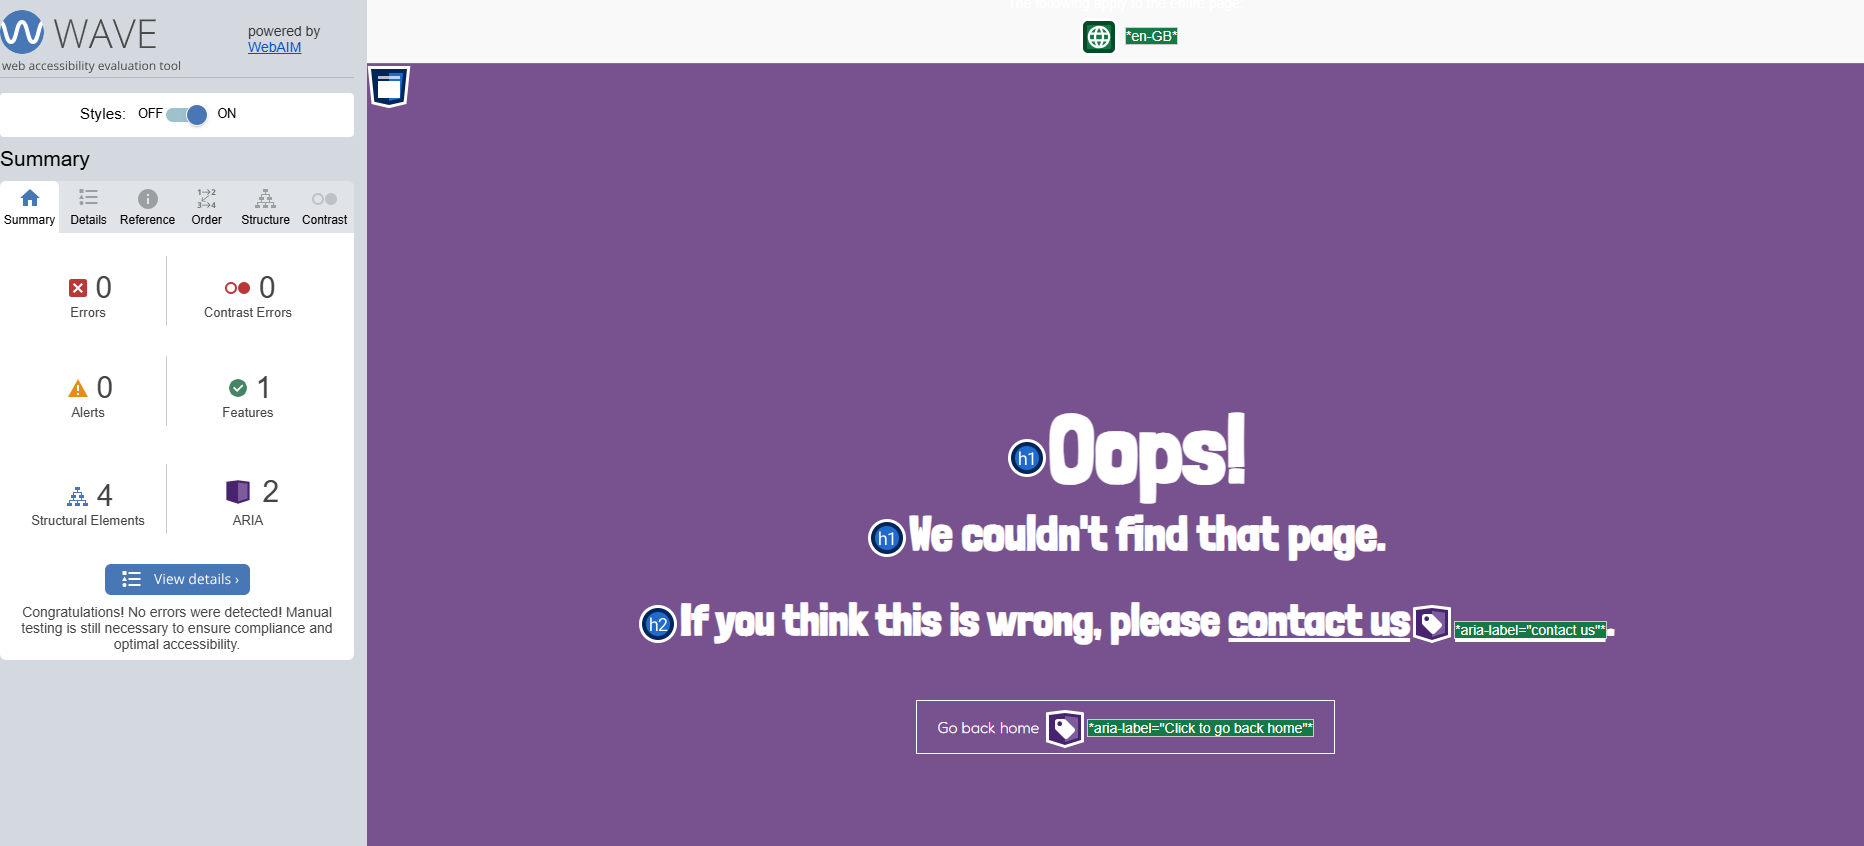 WAVE
powered by
WebAIM
web accessibility evaluation tool
Styles: OFF ON
Summary
Summary Details Reference Order Structure Contrast
0 Errors
0 Contrast Errors
0 Alerts
1 Features
4 Structural Elements
2 ARIA
View details ›
Congratulations! No errors were detected! Manual
testing is still necessary to ensure compliance and
optimal accessibility.
The following apply to the entire page:
*en-GB*
h1 Oops!
h1 We couldn't find that page.
h2 If you think this is wrong, please contact us *aria-label="contact us"*.
Go back home *aria-label="Click to go back home"*